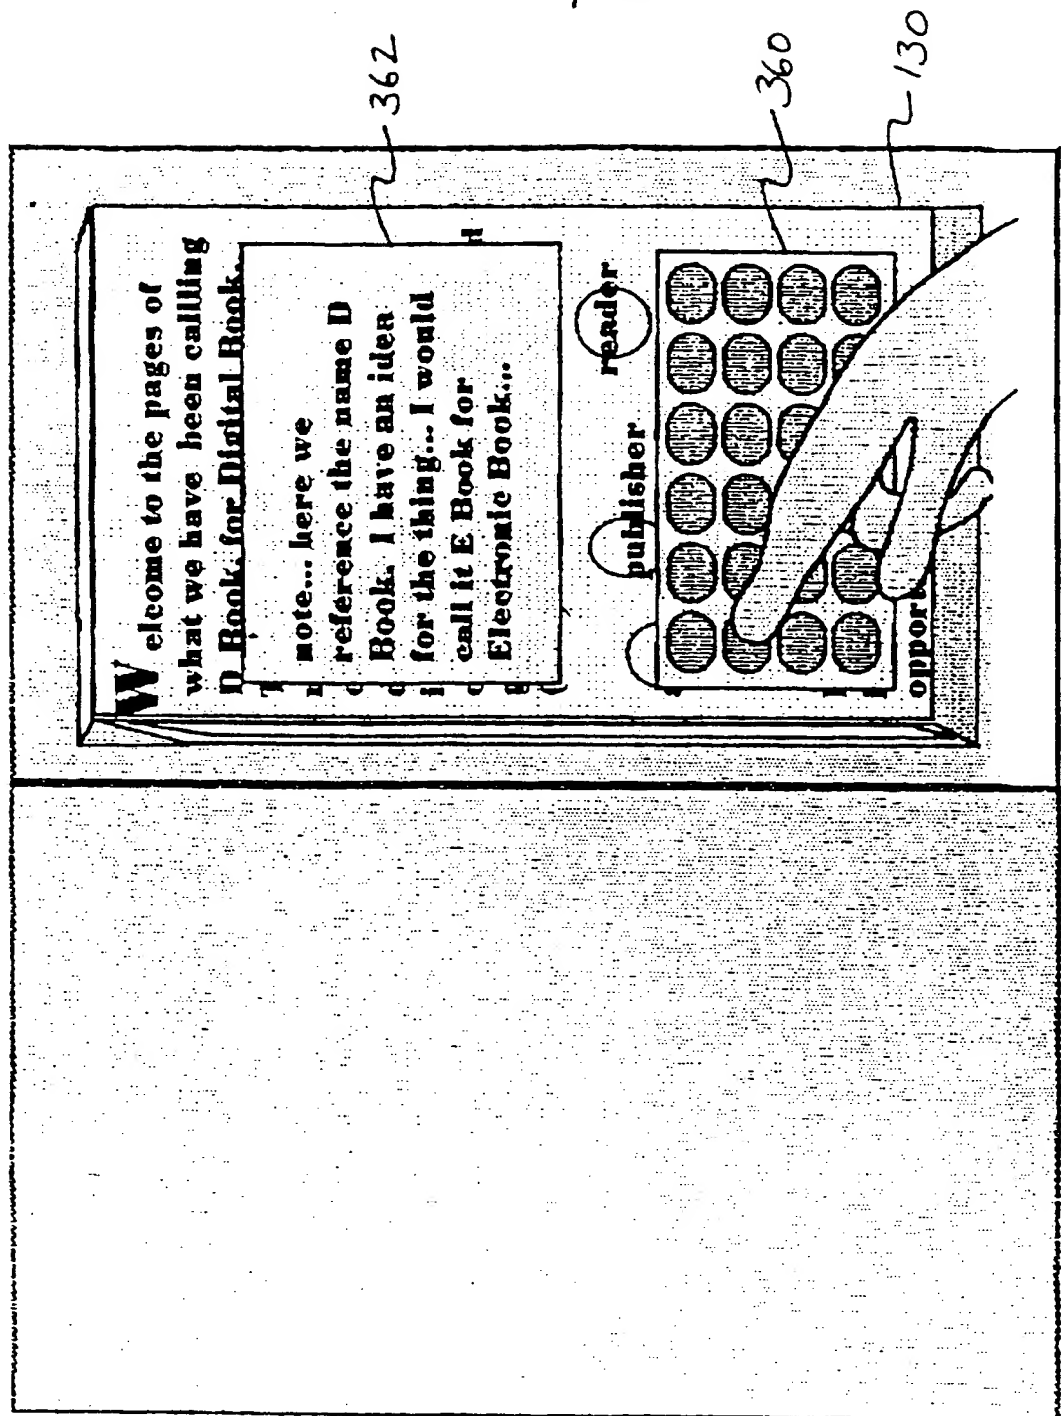 Welcome to the pages of
what we have been callling
D Book, for Digital Book.
note... here we
reference the name D
Book. I have an idea
for the thing... I would
call it E Book for
Electronic Book...
publisher
reader
opport
362
360
130